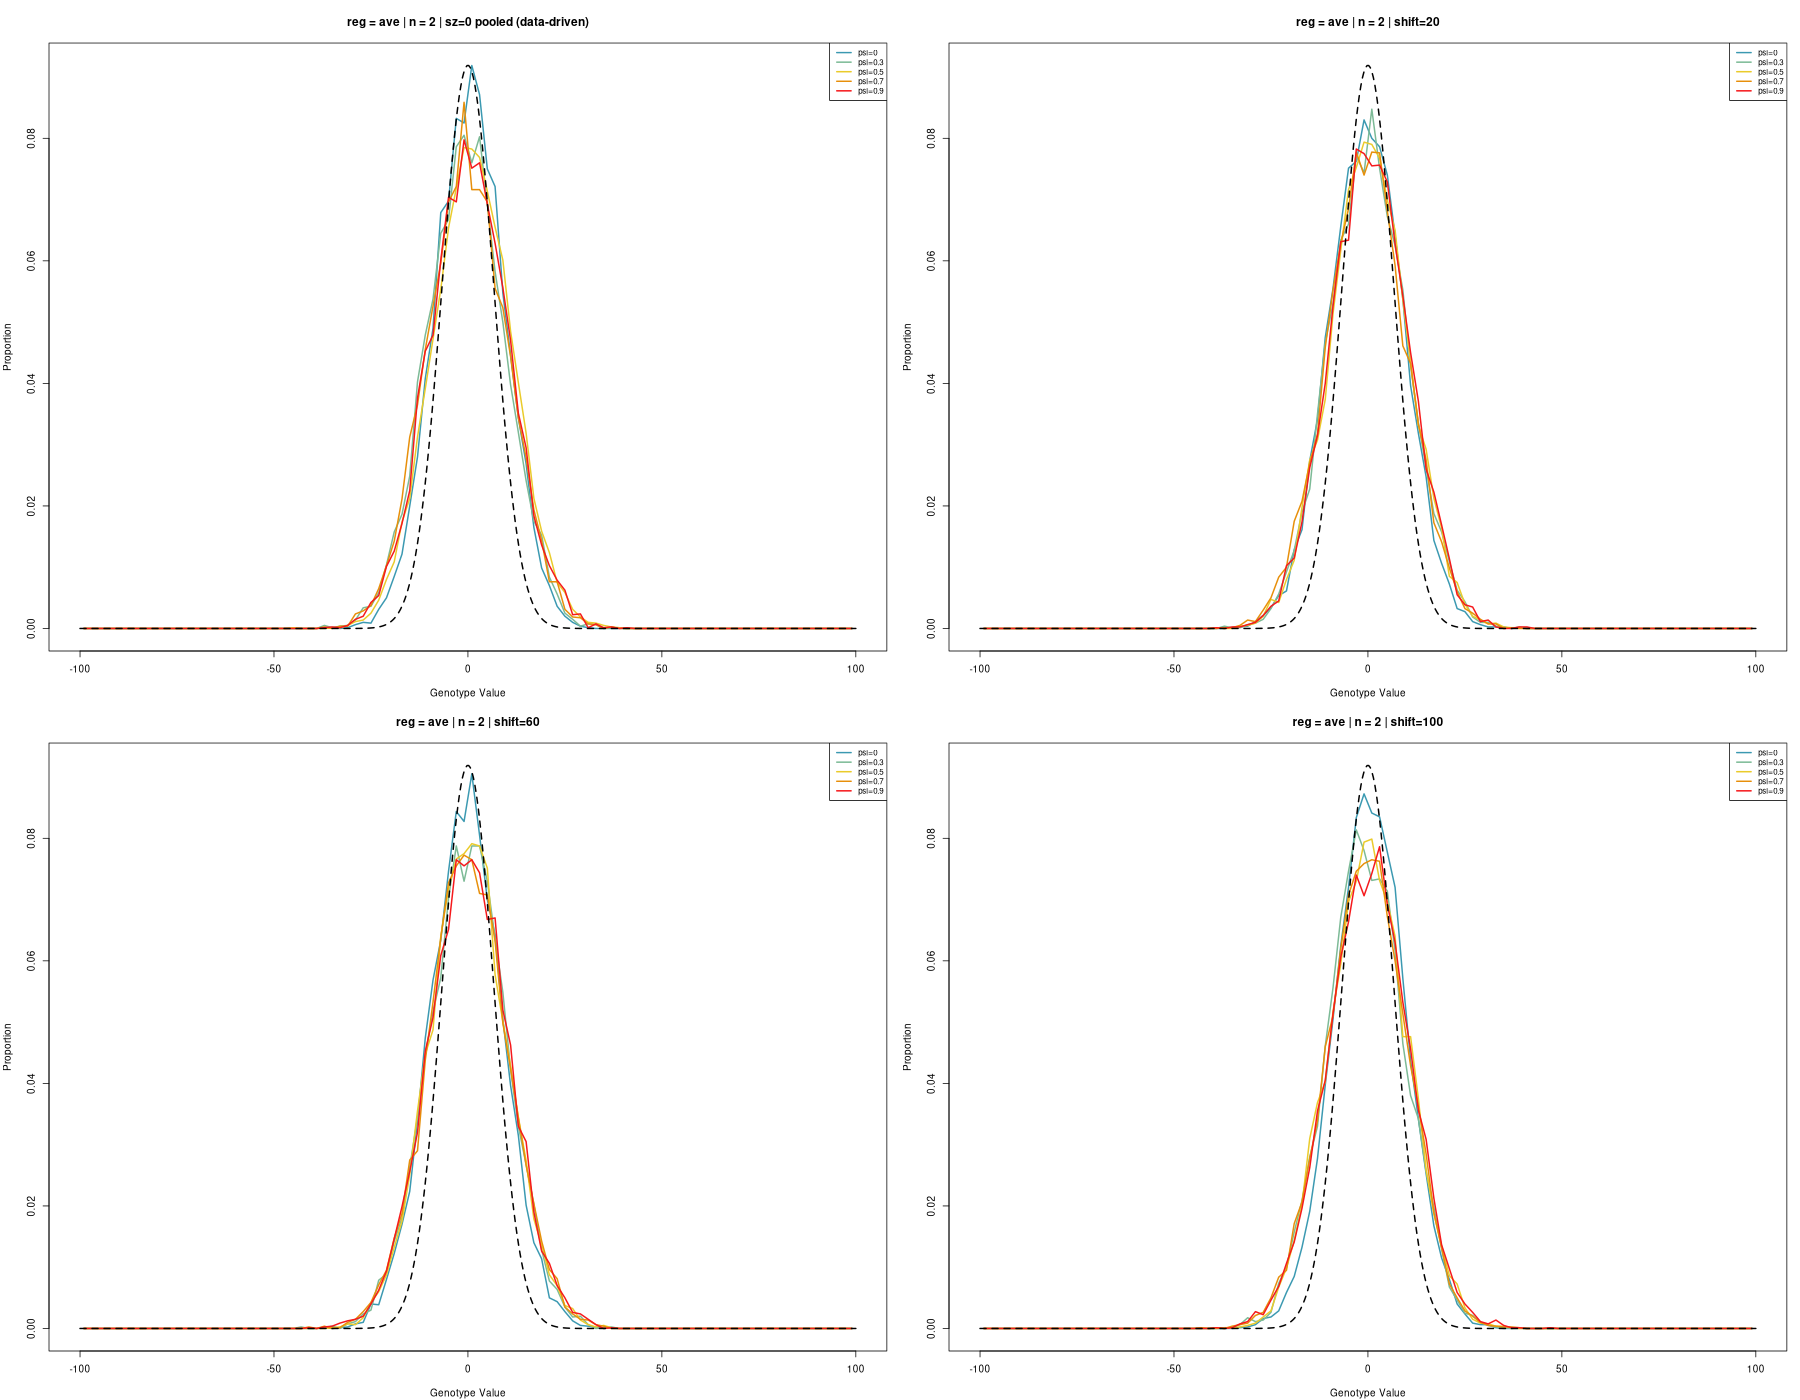 reg = ave | n = 2 | sz=0 pooled (data-driven)
psi=0
psi=0.3
psi=0.5
psi=0.7
psi=0.9
Proportion
0.08
0.06
0.04
0.02
0.00
-100 -50 0 50 100
Genotype Value
reg = ave | n = 2 | shift=20
psi=0
psi=0.3
psi=0.5
psi=0.7
psi=0.9
Proportion
0.08
0.06
0.04
0.02
0.00
-100 -50 0 50 100
Genotype Value
reg = ave | n = 2 | shift=60
psi=0
psi=0.3
psi=0.5
psi=0.7
psi=0.9
Proportion
0.08
0.06
0.04
0.02
0.00
-100 -50 0 50 100
Genotype Value
reg = ave | n = 2 | shift=100
psi=0
psi=0.3
psi=0.5
psi=0.7
psi=0.9
Proportion
0.08
0.06
0.04
0.02
0.00
-100 -50 0 50 100
Genotype Value